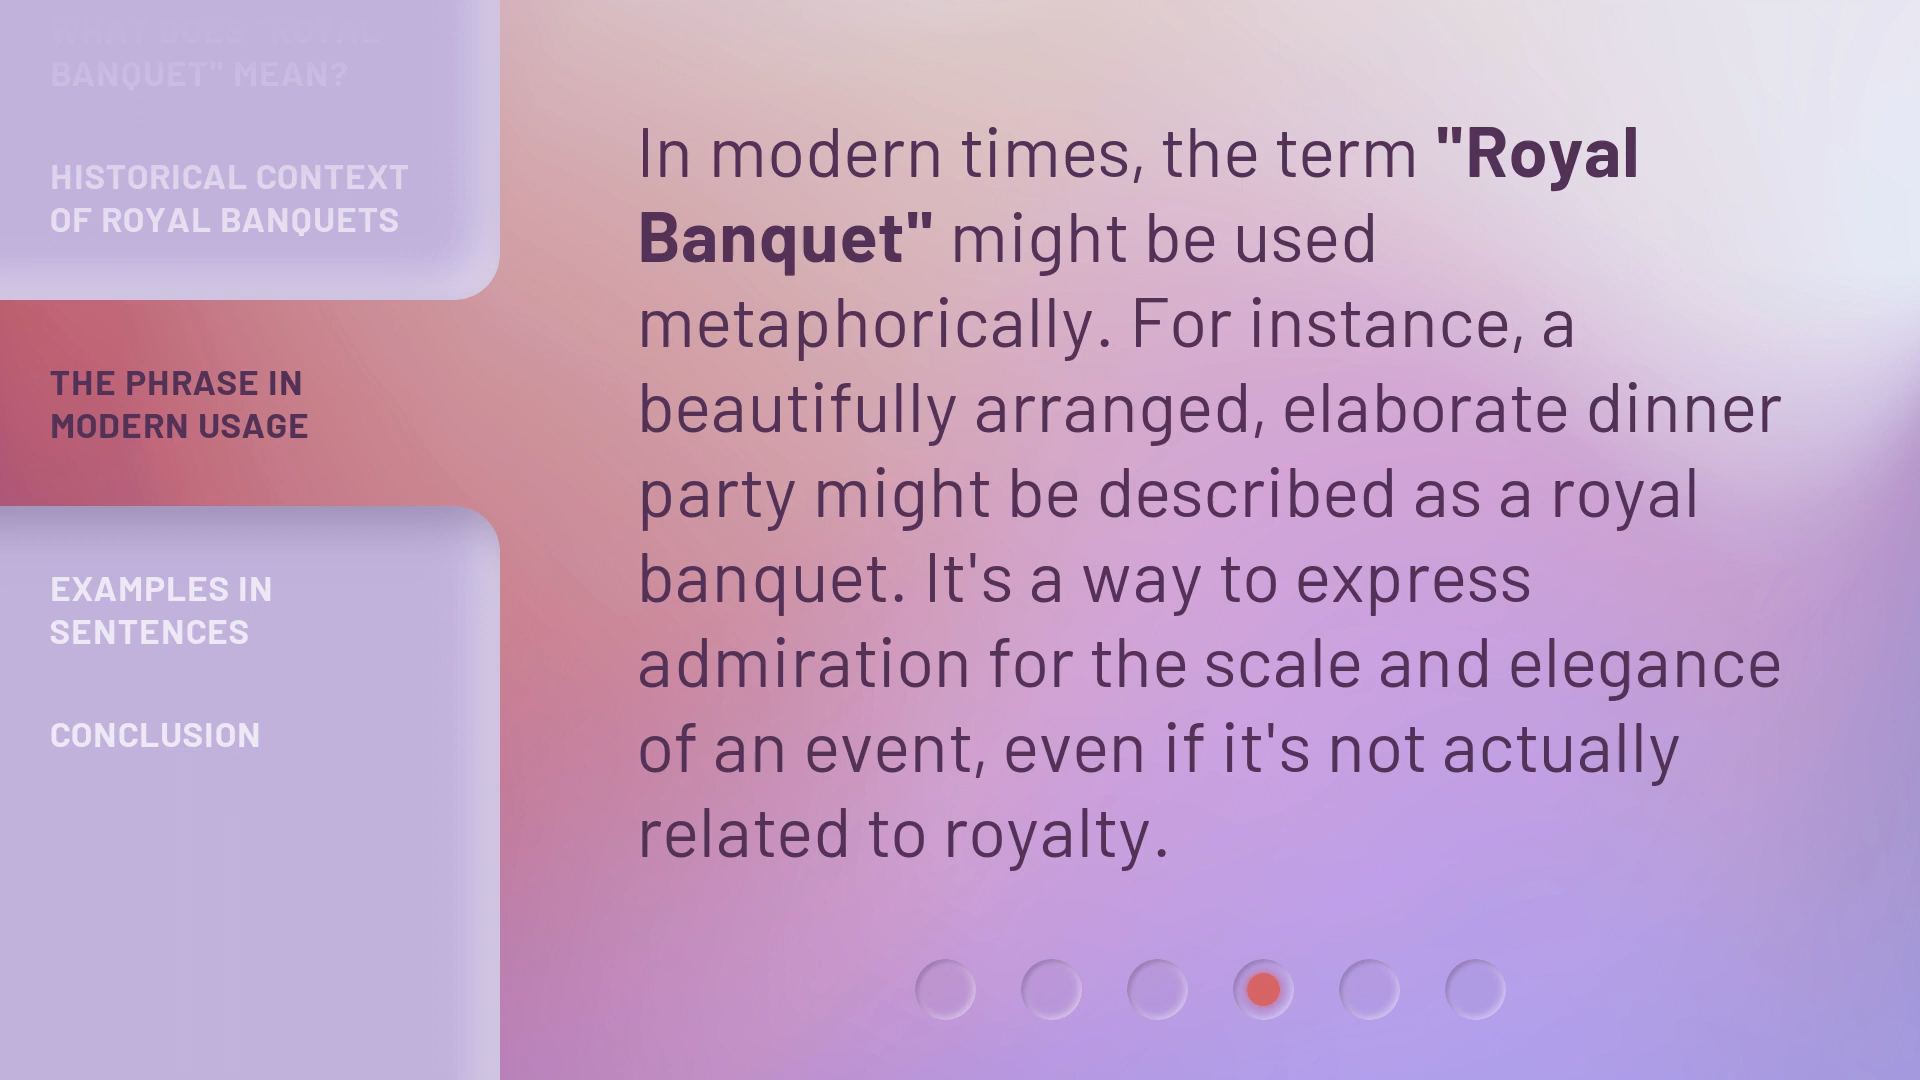 WHAT DOES "ROYAL
BANQUET" MEAN?
HISTORICAL CONTEXT
OF ROYAL BANQUETS
THE PHRASE IN
MODERN USAGE
EXAMPLES IN
SENTENCES
CONCLUSION
In modern times, the term "Royal
Banquet" might be used
metaphorically. For instance, a
beautifully arranged, elaborate dinner
party might be described as a royal
banquet. It's a way to express
admiration for the scale and elegance
of an event, even if it's not actually
related to royalty.